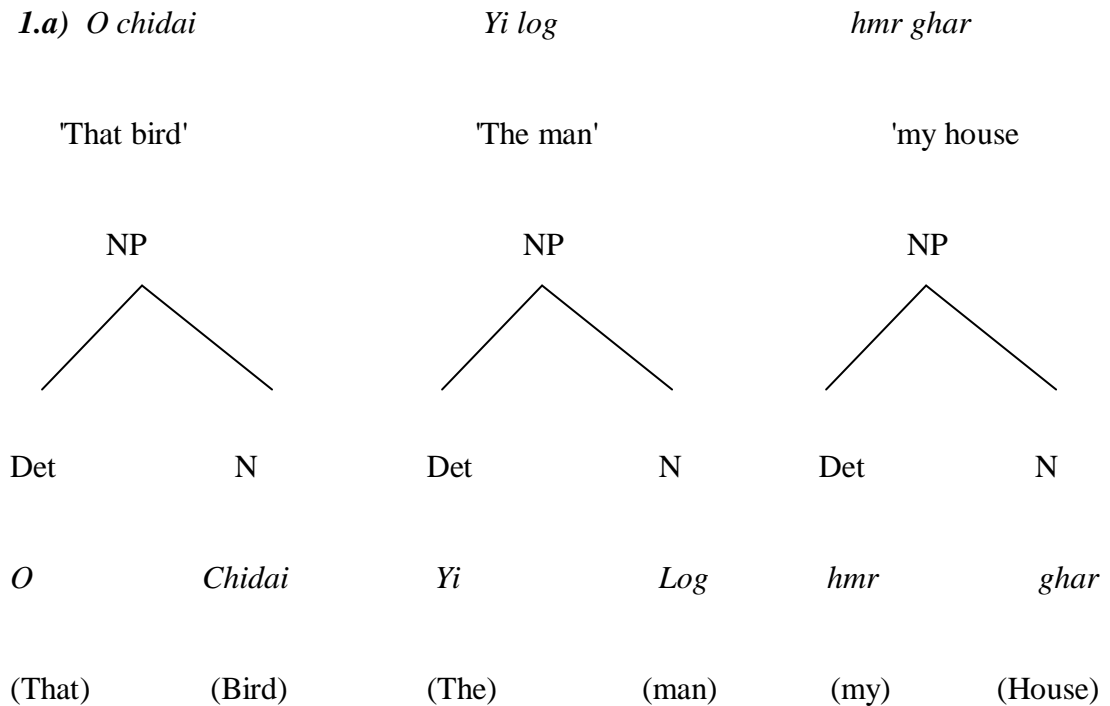 1.a) O chidai Yi log hmr ghar
'That bird' 'The man' 'my house
NP NP NP
Det N Det N Det N
O Chidai Yi Log hmr ghar
(That) (Bird) (The) (man) (my) (House)